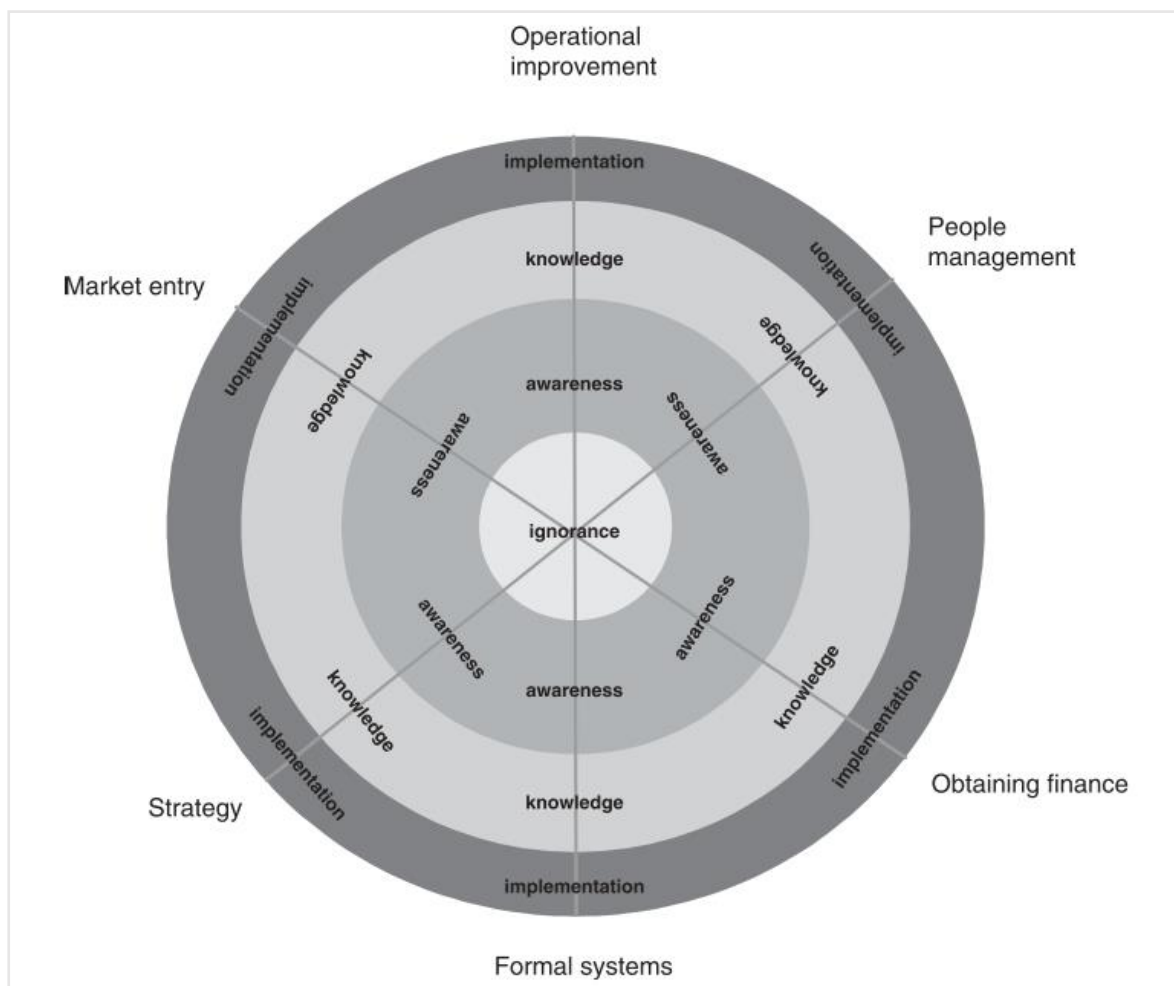 Operational
improvement
implementation
knowledge
awareness
People
management
implementation
knowledge
awareness
Market entry
implementation
knowledge
awareness
ignorance
awareness
knowledge
implementation
Obtaining finance
awareness
knowledge
implementation
Strategy
awareness
knowledge
implementation
Formal systems